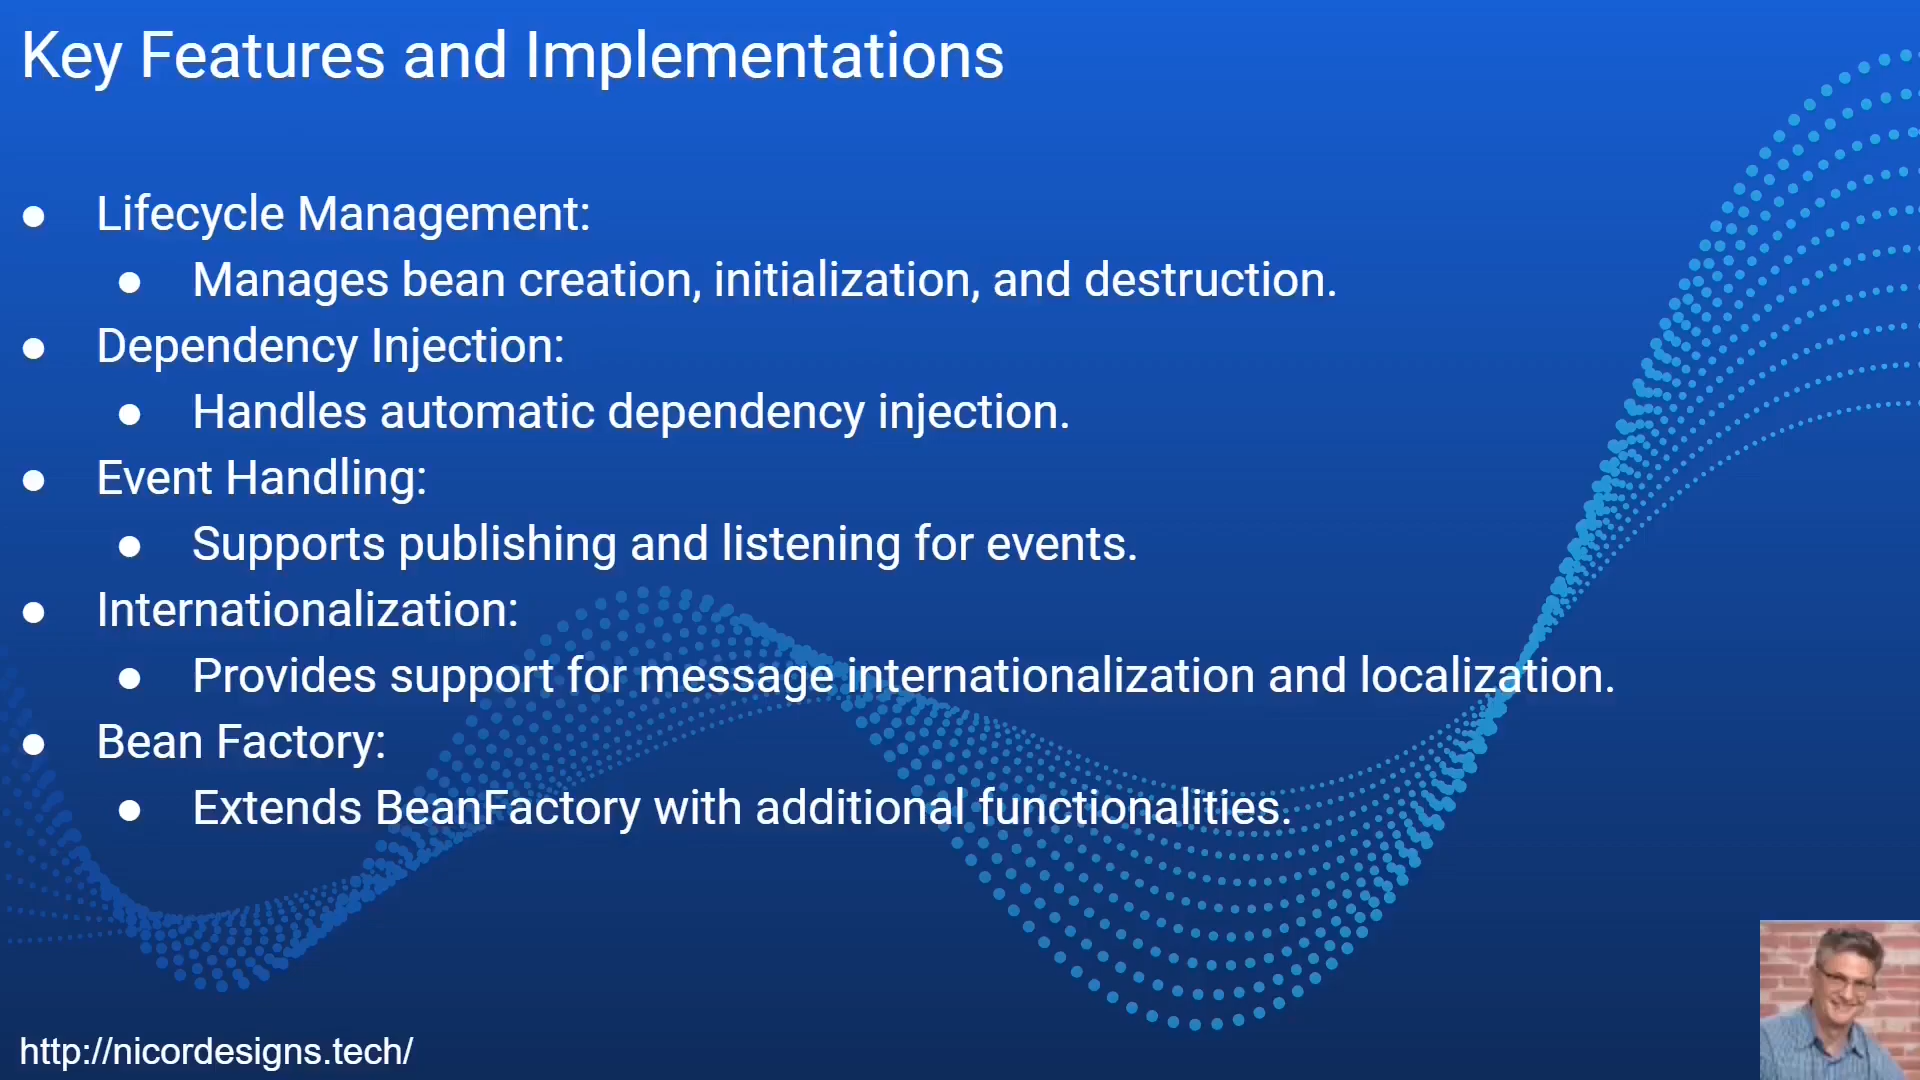 Key Features and Implementations
● Lifecycle Management:
● Manages bean creation, initialization, and destruction.
● Dependency Injection:
● Handles automatic dependency injection.
● Event Handling:
● Supports publishing and listening for events.
● Internationalization:
● Provides support for message internationalization and localization.
● Bean Factory:
● Extends BeanFactory with additional functionalities.
http://nicordesigns.tech/